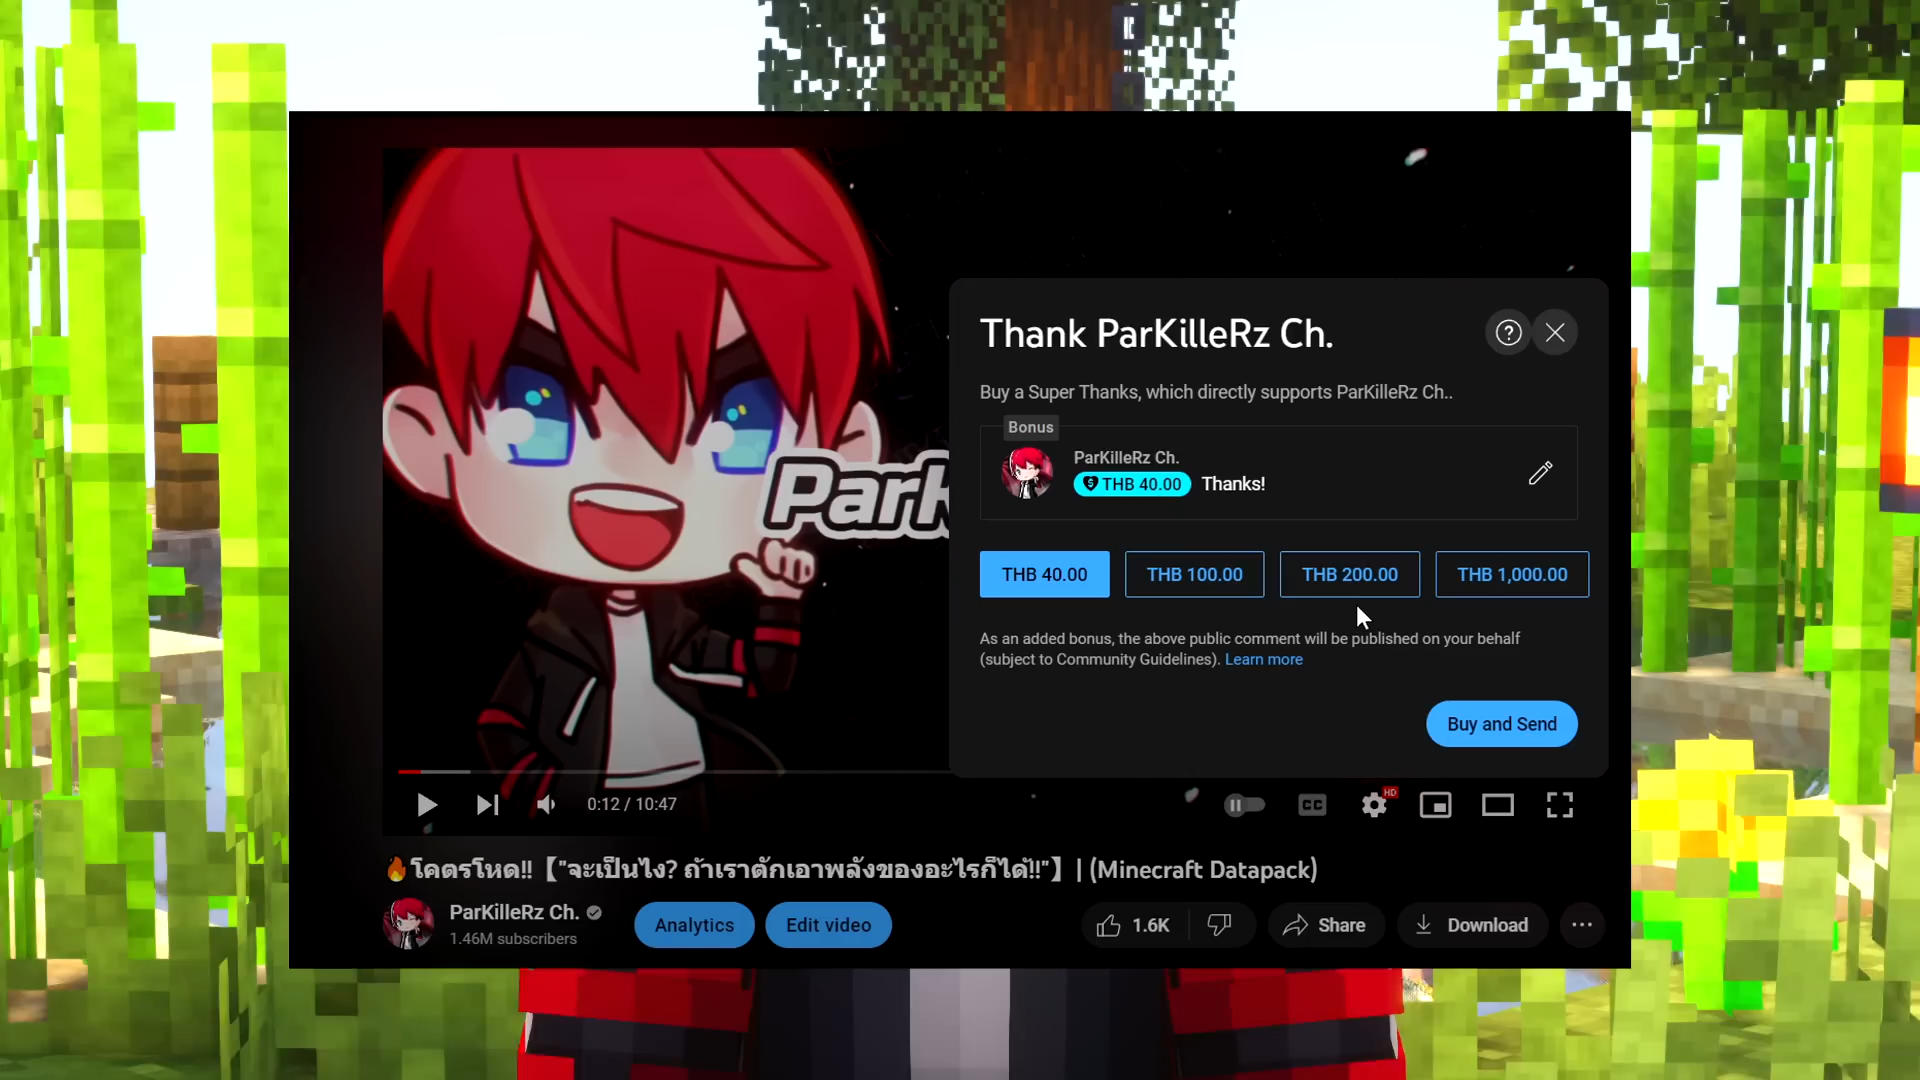 Thank ParKilleRz Ch.
Buy a Super Thanks, which directly supports ParKilleRz Ch..
Bonus
ParKilleRz Ch.
THB 40.00 Thanks!
THB 40.00 THB 100.00 THB 200.00 THB 1,000.00
As an added bonus, the above public comment will be published on your behalf
(subject to Community Guidelines). Learn more
Buy and Send
ParK
0:12 / 10:47
CC HD
🔥โคตรโหด!!【"จะเป็นไง? ถ้าเราดักเอาพลังของอะไรก็ได้!!"】| (Minecraft Datapack)
ParKilleRz Ch.
1.46M subscribers
Analytics Edit video 1.6K Share Download